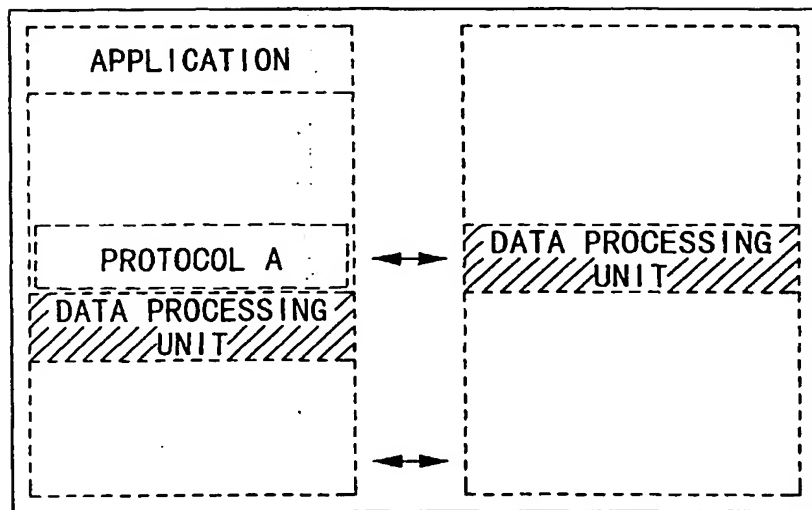 APPLICATION
PROTOCOL A
DATA PROCESSING
UNIT
DATA PROCESSING
UNIT